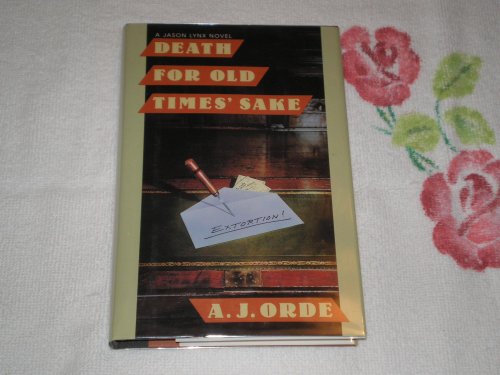 A JASON LYNX NOVEL
DEATH
FOR OLD
TIMES' SAKE
EXTORTION!
A. J. ORDE